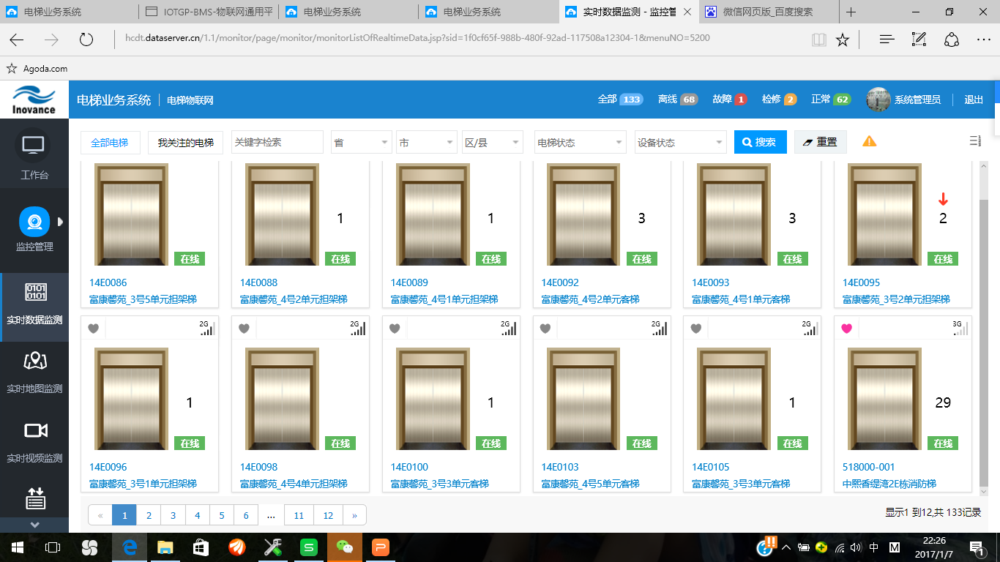 电梯业务系统
IOTGP-BMS-物联网通用平
电梯业务系统
电梯业务系统
实时数据监测 - 监控管
微信网页版_百度搜索
hcdt.dataserver.cn/1.1/monitor/page/monitor/monitorListOfRealtimeData.jsp?sid=1f0cf65f-988b-480f-92ad-117508a12304-1&menuNO=5200
Agoda.com
Inovance
电梯业务系统
电梯物联网
全部 133
离线 68
故障 1
检修 2
正常 62
系统管理员
退出
工作台
监控管理
0101
0101
实时数据监测
实时地图监测
实时视频监测
全部电梯
我关注的电梯
关键字检索
省
市
区/县
电梯状态
设备状态
搜索
重置
在线
14E0086
富康馨苑_3号5单元担架梯
1
在线
14E0088
富康馨苑_4号2单元担架梯
1
在线
14E0089
富康馨苑_4号1单元担架梯
3
在线
14E0092
富康馨苑_4号2单元客梯
3
在线
14E0093
富康馨苑_4号1单元客梯
2
在线
14E0095
富康馨苑_3号2单元担架梯
2G
1
在线
14E0096
富康馨苑_3号1单元担架梯
2G
在线
14E0098
富康馨苑_4号4单元担架梯
2G
1
在线
14E0100
富康馨苑_3号3单元客梯
2G
在线
14E0103
富康馨苑_4号5单元客梯
2G
1
在线
14E0105
富康馨苑_3号3单元客梯
3G
29
在线
518000-001
中熙香缇湾2E栋消防梯
« 1 2 3 4 5 6 ... 11 12 »
显示1 到12,共 133记录
中
M
22:26
2017/1/7
1